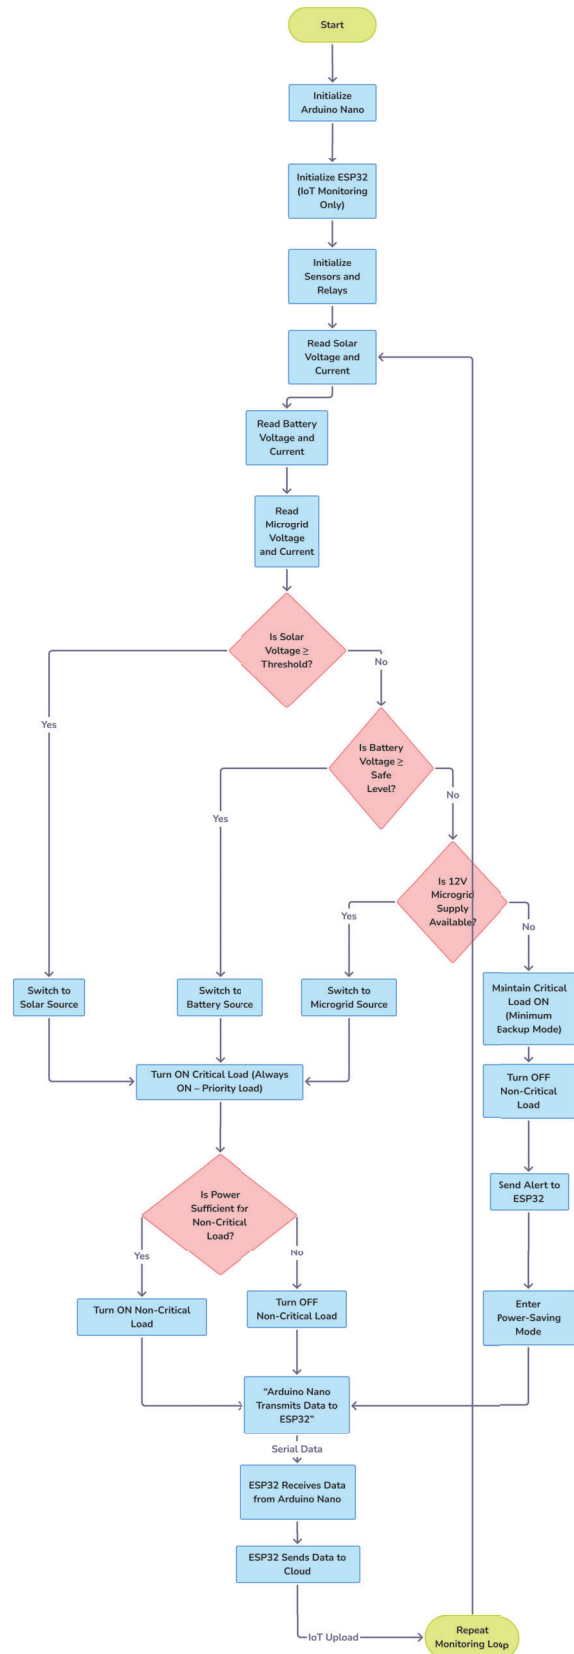 Start
Initialize
Arduino Nano
Initialize ESP32
(IoT Monitoring
Only)
Initialize
Sensors and
Relays
Read Solar
Voltage and
Current
Read Battery
Voltage and
Current
Read
Microgrid
Voltage
and Current
Is Solar
Voltage ≥
Threshold?
No
Yes
Is Battery
Voltage ≥
Safe
Level?
No
Yes
Is 12V
Microgrid
Supply
Available?
Yes
No
Switch to
Solar Source
Switch to
Battery Source
Switch to
Microgrid Source
Maintain Critical
Load ON
(Minimum
Backup Mode)
Turn ON Critical Load (Always
ON – Priority Load)
Turn OFF
Non-Critical
Load
Is Power
Sufficient for
Non-Critical
Load?
Send Alert to
ESP32
Yes
No
Turn ON Non-Critical
Load
Turn OFF
Non-Critical Load
Enter
Power-Saving
Mode
“Arduino Nano
Transmits Data to
ESP32”
Serial Data
ESP32 Receives Data
from Arduino Nano
ESP32 Sends Data to
Cloud
IoT Upload
Repeat
Monitoring Loop